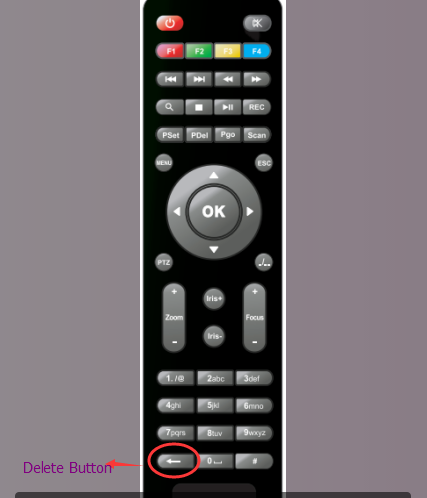 F1 F2 F3 F4
REC
PSet PDel Pgo Scan
MENU ESC
OK
PTZ -/--
+ Iris+ +
Zoom Focus
- Iris- -
1./@ 2abc 3def
4ghi 5jkl 6mno
7pqrs 8tuv 9wxyz
Delete Button 0 #